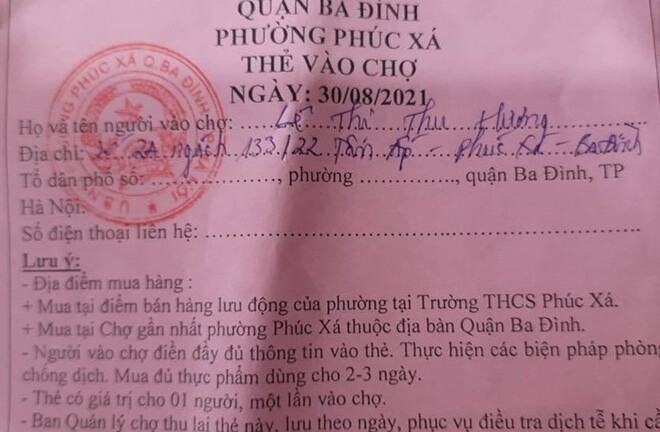 QUẬN BA ĐÌNH
PHƯỜNG PHÚC XÁ
THẺ VÀO CHỢ
NGÀY: 30/08/2021
Họ và tên người vào chợ: Lê Thị Thu Hương
Địa chỉ: 2A ngách 133/22 Tân Ấp - Phúc Xá - Ba Đình
Tổ dân phố số: ..................., phường .............., quận Ba Đình, TP
Hà Nội.
Số điện thoại liên hệ: ................................................................
Lưu ý:
- Địa điểm mua hàng :
+ Mua tại điểm bán hàng lưu động của phường tại Trường THCS Phúc Xá.
+ Mua tại Chợ gần nhất phường Phúc Xá thuộc địa bàn Quận Ba Đình.
- Người vào chợ điền đầy đủ thông tin vào thẻ. Thực hiện các biện pháp phòng
chống dịch. Mua đủ thực phẩm dùng cho 2-3 ngày.
- Thẻ có giá trị cho 01 người, một lần vào chợ.
- Ban Quản lý chợ thu lại thẻ này, lưu theo ngày, phục vụ điều tra dịch tễ khi